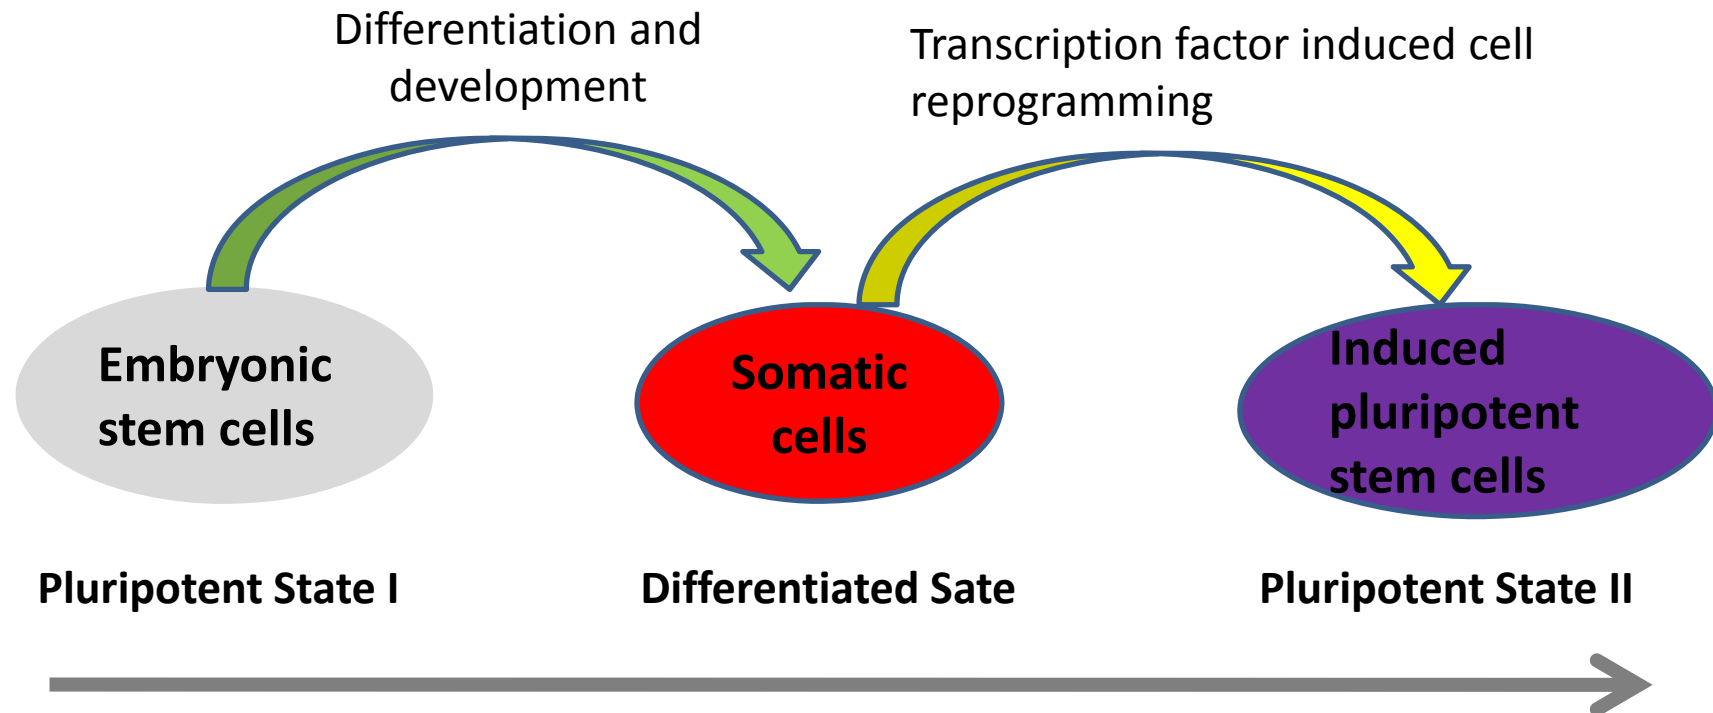 Differentiation and
development
Transcription factor induced cell
reprogramming
Embryonic
stem cells
Somatic
cells
Induced
pluripotent
stem cells
Pluripotent State I
Differentiated Sate
Pluripotent State II